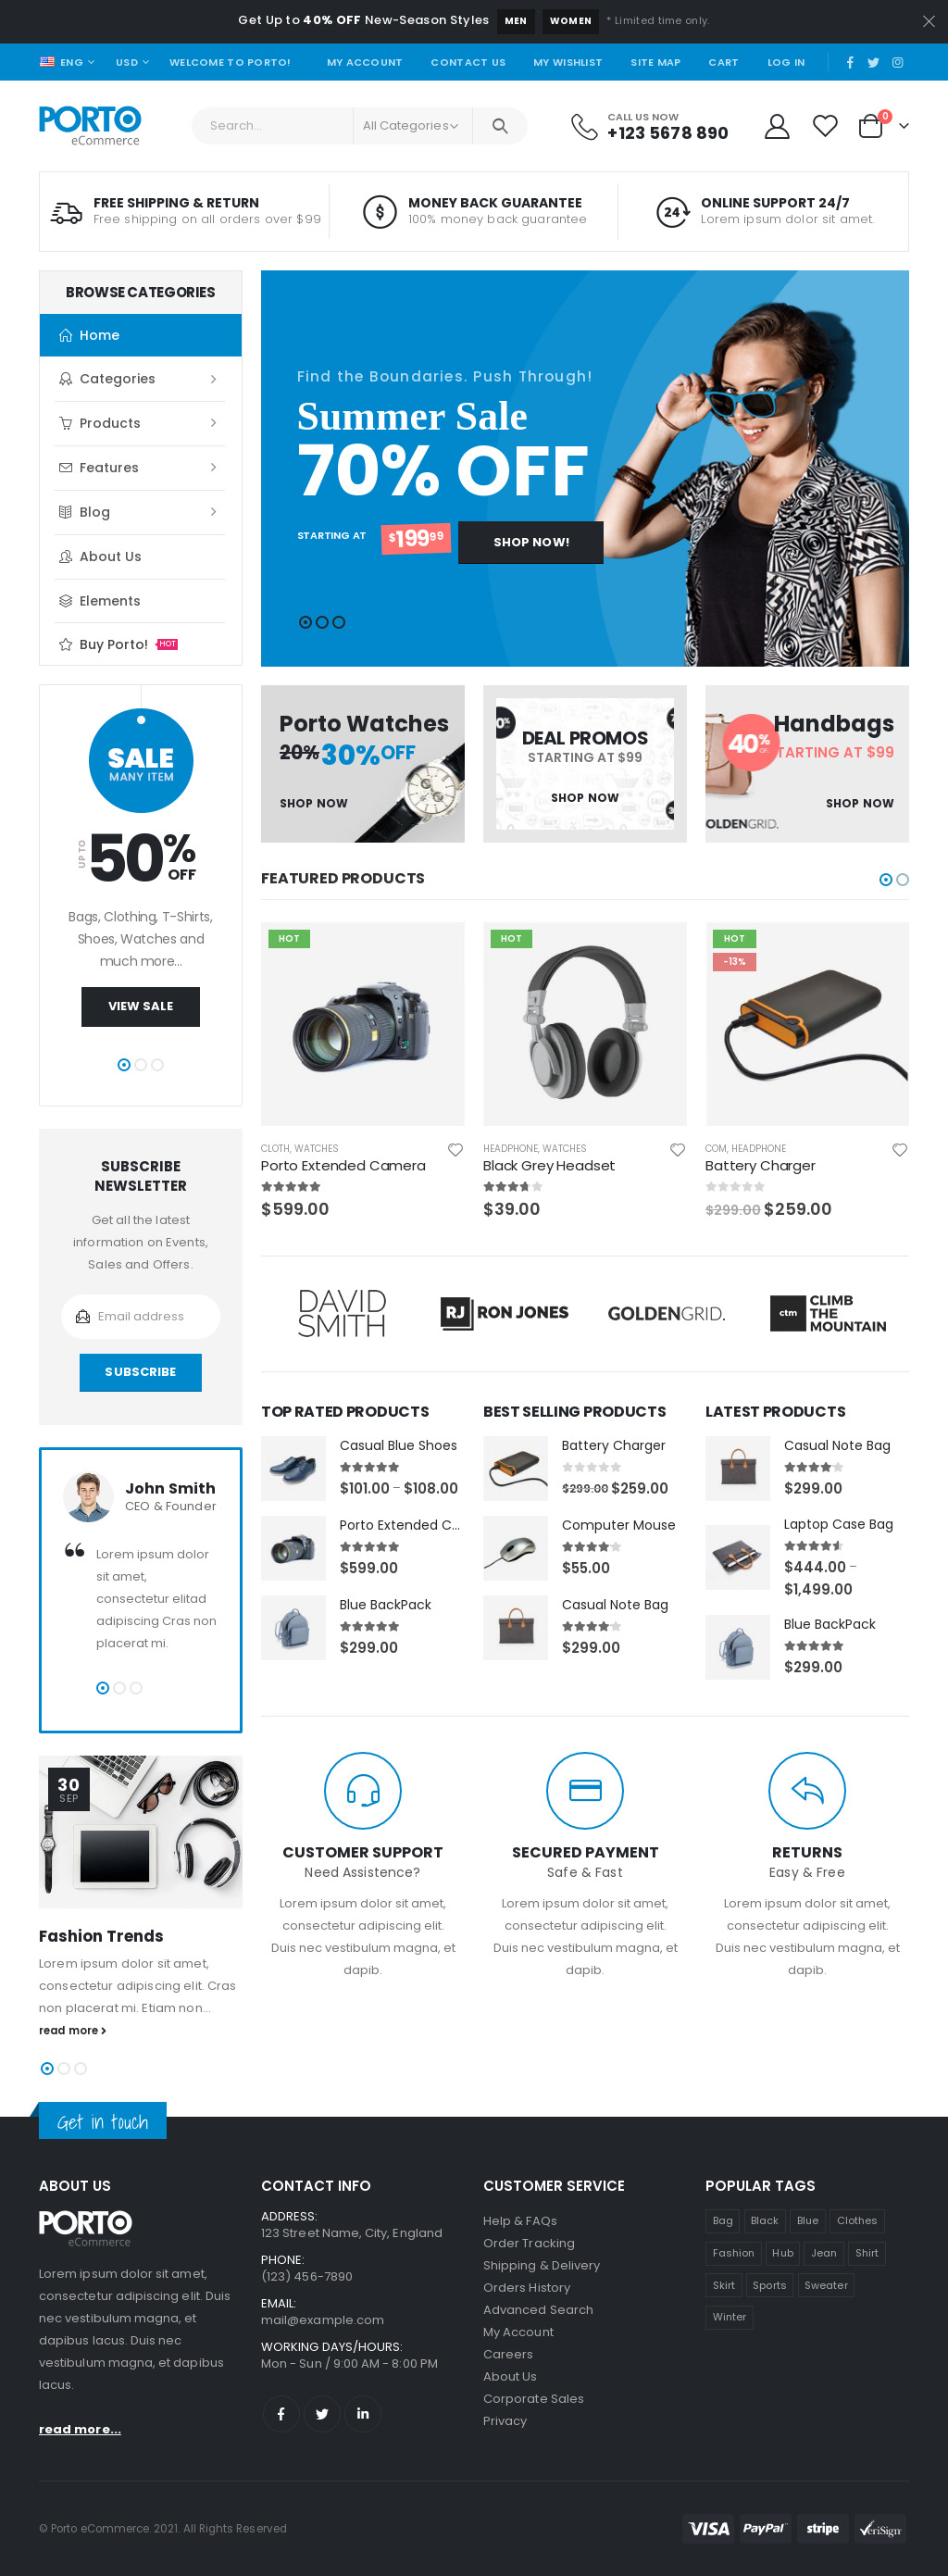 Get Up to 40% OFF New-Season Styles MEN WOMEN * Limited time only.
ENG USD WELCOME TO PORTO! MY ACCOUNT CONTACT US MY WISHLIST SITE MAP CART LOG IN
PORTO
eCommerce
Search...
All Categories
CALL US NOW
+123 5678 890
0
FREE SHIPPING & RETURN
Free shipping on all orders over $99
$
MONEY BACK GUARANTEE
100% money back guarantee
24
ONLINE SUPPORT 24/7
Lorem ipsum dolor sit amet.
BROWSE CATEGORIES
Home
Categories
Products
Features
Blog
About Us
Elements
Buy Porto! HOT
Find the Boundaries. Push Through!
Summer Sale
70% OFF
STARTING AT $199.99 SHOP NOW!
SALE
MANY ITEM
UP TO
50%
OFF
Bags, Clothing, T-Shirts,
Shoes, Watches and
much more...
VIEW SALE
Porto Watches
20% 30% OFF
SHOP NOW
DEAL PROMOS
STARTING AT $99
SHOP NOW
Handbags
40% OFF
STARTING AT $99
SHOP NOW
GOLDENGRID.
FEATURED PRODUCTS
HOT
CLOTH, WATCHES
Porto Extended Camera
$599.00
HOT
HEADPHONE, WATCHES
Black Grey Headset
$39.00
HOT
-13%
COM, HEADPHONE
Battery Charger
$299.00 $259.00
SUBSCRIBE
NEWSLETTER
Get all the latest
information on Events,
Sales and Offers.
Email address
SUBSCRIBE
DAVID
SMITH
RJ RON JONES
GOLDENGRID.
ctm
CLIMB
THE
MOUNTAIN
TOP RATED PRODUCTS
Casual Blue Shoes
$101.00 – $108.00
Porto Extended C...
$599.00
Blue BackPack
$299.00
BEST SELLING PRODUCTS
Battery Charger
$299.00 $259.00
Computer Mouse
$55.00
Casual Note Bag
$299.00
LATEST PRODUCTS
Casual Note Bag
$299.00
Laptop Case Bag
$444.00 –
$1,499.00
Blue BackPack
$299.00
John Smith
CEO & Founder
“
Lorem ipsum dolor
sit amet,
consectetur elitad
adipiscing Cras non
placerat mi.
30
SEP
Fashion Trends
Lorem ipsum dolor sit amet,
consectetur adipiscing elit. Cras
non placerat mi. Etiam non...
read more
CUSTOMER SUPPORT
Need Assistence?
Lorem ipsum dolor sit amet,
consectetur adipiscing elit.
Duis nec vestibulum magna, et
dapib.
SECURED PAYMENT
Safe & Fast
Lorem ipsum dolor sit amet,
consectetur adipiscing elit.
Duis nec vestibulum magna, et
dapib.
RETURNS
Easy & Free
Lorem ipsum dolor sit amet,
consectetur adipiscing elit.
Duis nec vestibulum magna, et
dapib.
Get in touch
ABOUT US
PORTO
eCommerce
Lorem ipsum dolor sit amet,
consectetur adipiscing elit. Duis
nec vestibulum magna, et
dapibus lacus. Duis nec
vestibulum magna, et dapibus
lacus.
read more...
CONTACT INFO
ADDRESS:
123 Street Name, City, England
PHONE:
(123) 456-7890
EMAIL:
mail@example.com
WORKING DAYS/HOURS:
Mon - Sun / 9:00 AM - 8:00 PM
CUSTOMER SERVICE
Help & FAQs
Order Tracking
Shipping & Delivery
Orders History
Advanced Search
My Account
Careers
About Us
Corporate Sales
Privacy
POPULAR TAGS
Bag Black Blue Clothes
Fashion Hub Jean Shirt
Skirt Sports Sweater
Winter
© Porto eCommerce. 2021. All Rights Reserved
VISA PayPal stripe VeriSign